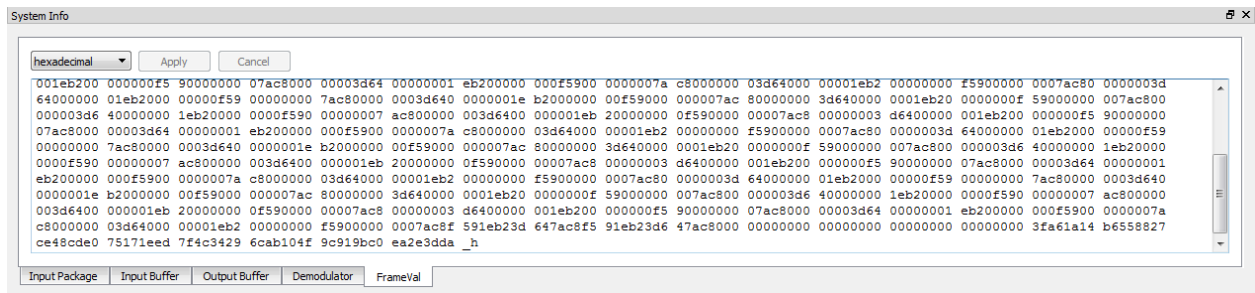 System Info
hexadecimal Apply Cancel
001eb200 000000f5 90000000 07ac8000 00003d64 00000001 eb200000 000f5900 0000007a c8000000 03d64000 00001eb2 00000000 f5900000 0007ac80 0000003d
64000000 01eb2000 00000f59 00000000 7ac80000 0003d640 0000001e b2000000 00f59000 000007ac 80000000 3d640000 0001eb20 0000000f 59000000 007ac800
000003d6 40000000 1eb20000 0000f590 00000007 ac800000 003d6400 000001eb 20000000 0f590000 00007ac8 00000003 d6400000 001eb200 000000f5 90000000
07ac8000 00003d64 00000001 eb200000 000f5900 0000007a c8000000 03d64000 00001eb2 00000000 f5900000 0007ac80 0000003d 64000000 01eb2000 00000f59
00000000 7ac80000 0003d640 0000001e b2000000 00f59000 000007ac 80000000 3d640000 0001eb20 0000000f 59000000 007ac800 000003d6 40000000 1eb20000
0000f590 00000007 ac800000 003d6400 000001eb 20000000 0f590000 00007ac8 00000003 d6400000 001eb200 000000f5 90000000 07ac8000 00003d64 00000001
eb200000 000f5900 0000007a c8000000 03d64000 00001eb2 00000000 f5900000 0007ac80 0000003d 64000000 01eb2000 00000f59 00000000 7ac80000 0003d640
0000001e b2000000 00f59000 000007ac 80000000 3d640000 0001eb20 0000000f 59000000 007ac800 000003d6 40000000 1eb20000 0000f590 00000007 ac800000
003d6400 000001eb 20000000 0f590000 00007ac8 00000003 d6400000 001eb200 000000f5 90000000 07ac8000 00003d64 00000001 eb200000 000f5900 0000007a
c8000000 03d64000 00001eb2 00000000 f5900000 0007ac8f 591eb23d 647ac8f5 91eb23d6 47ac8000 00000000 00000000 00000000 00000000 3fa61a14 b6558827
ce48cde0 75171eed 7f4c3429 6cab104f 9c919bc0 ea2e3dda _h
Input Package Input Buffer Output Buffer Demodulator FrameVal